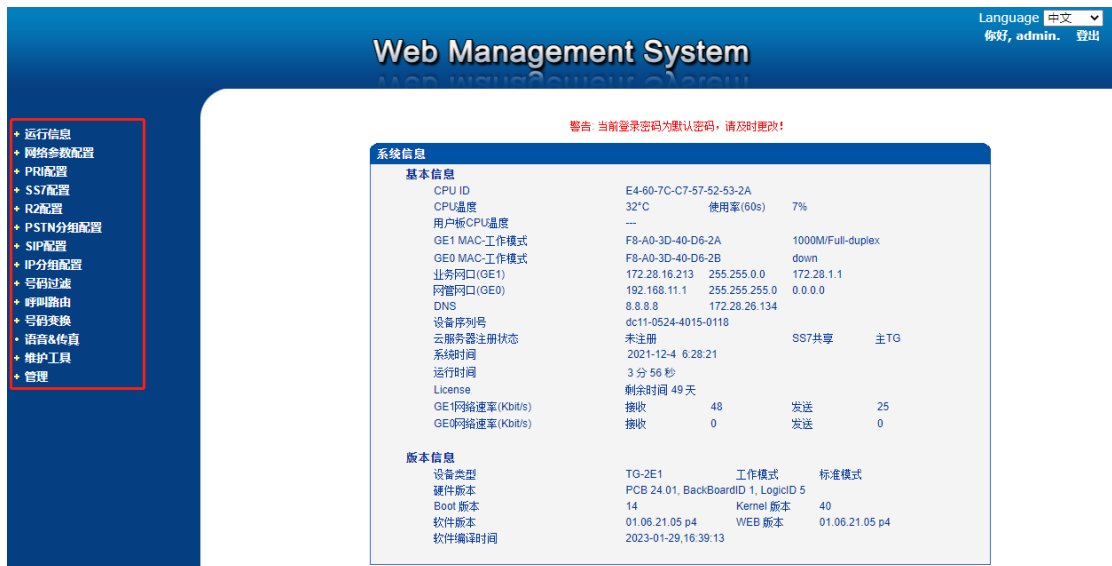 Language 中文
你好, admin. 登出
Web Management System
+ 运行信息
+ 网络参数配置
+ PRI配置
+ SS7配置
+ R2配置
+ PSTN分组配置
+ SIP配置
+ IP分组配置
+ 号码过滤
+ 呼叫路由
+ 号码变换
· 语音&传真
+ 维护工具
+ 管理
警告: 当前登录密码为默认密码，请及时更改!
系统信息
基本信息
CPU ID E4-60-7C-C7-57-52-53-2A
CPU温度 32°C 使用率(60s) 7%
用户板CPU温度 ---
GE1 MAC-工作模式 F8-A0-3D-40-D6-2A 1000M/Full-duplex
GE0 MAC-工作模式 F8-A0-3D-40-D6-2B down
业务网口(GE1) 172.28.16.213 255.255.0.0 172.28.1.1
网管网口(GE0) 192.168.11.1 255.255.255.0 0.0.0.0
DNS 8.8.8.8 172.28.26.134
设备序列号 dc11-0524-4015-0118
云服务器注册状态 未注册 SS7共享 主TG
系统时间 2021-12-4 6:28:21
运行时间 3 分 56 秒
License 剩余时间 49 天
GE1网络速率(Kbit/s) 接收 48 发送 25
GE0网络速率(Kbit/s) 接收 0 发送 0
版本信息
设备类型 TG-2E1 工作模式 标准模式
硬件版本 PCB 24.01, BackBoardID 1, LogicID 5
Boot 版本 14 Kernel 版本 40
软件版本 01.06.21.05 p4 WEB 版本 01.06.21.05 p4
软件编译时间 2023-01-29,16:39:13